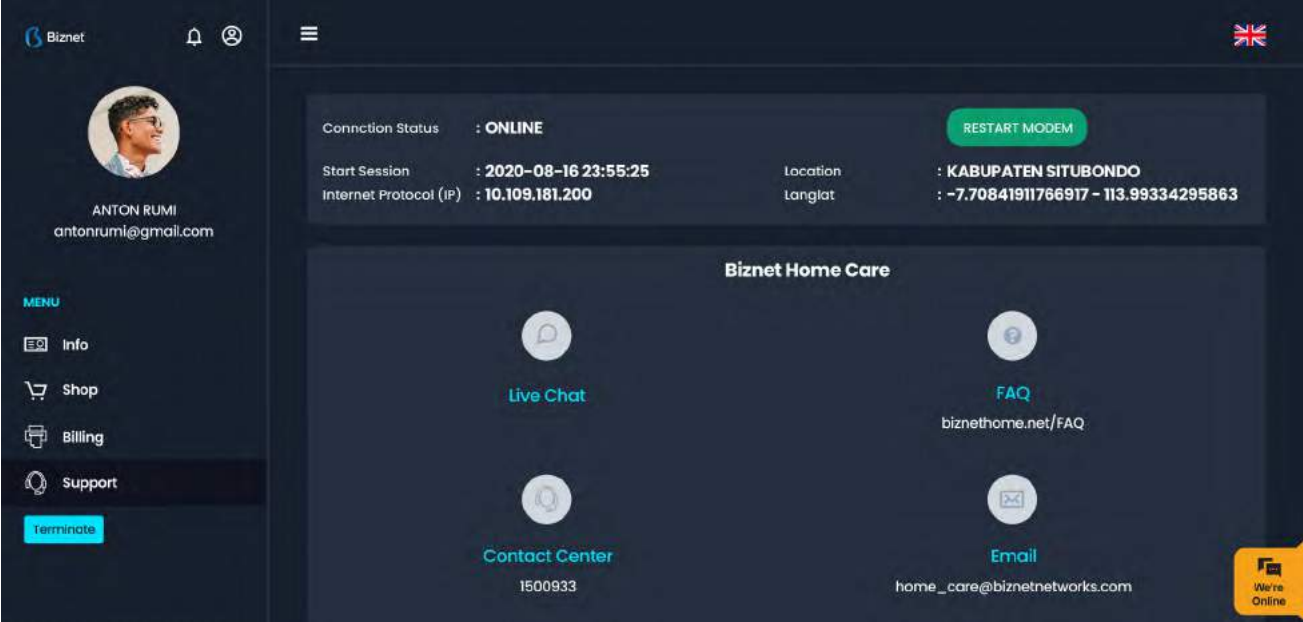 Biznet
ANTON RUMI
antonrumi@gmail.com
MENU
Info
Shop
Billing
Support
Terminate
Connction Status : ONLINE
RESTART MODEM
Start Session : 2020-08-16 23:55:25
Location : KABUPATEN SITUBONDO
Internet Protocol (IP) : 10.109.181.200
Langlat : -7.70841911766917 - 113.99334295863
Biznet Home Care
Live Chat
FAQ
biznethome.net/FAQ
Contact Center
1500933
Email
home_care@biznetnetworks.com
We're
Online